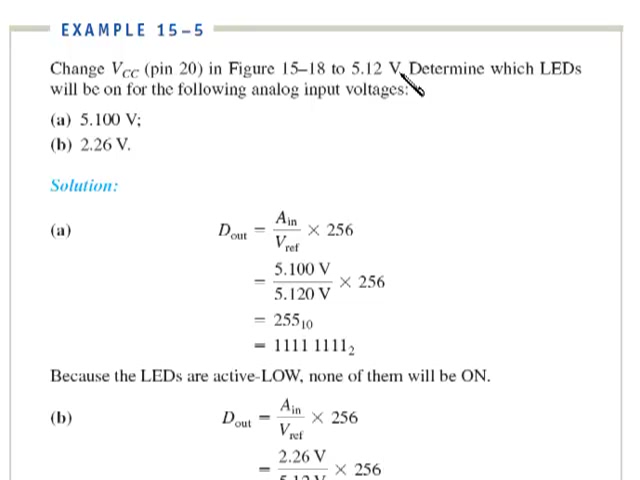 EXAMPLE 15–5
Change V_CC (pin 20) in Figure 15–18 to 5.12 V. Determine which LEDs
will be on for the following analog input voltages:
(a) 5.100 V;
(b) 2.26 V.
Solution:
(a) D_out = A_in / V_ref × 256
= 5.100 V / 5.120 V × 256
= 255_10
= 1111 1111_2
Because the LEDs are active-LOW, none of them will be ON.
(b) D_out = A_in / V_ref × 256
= 2.26 V / 5.12 V × 256